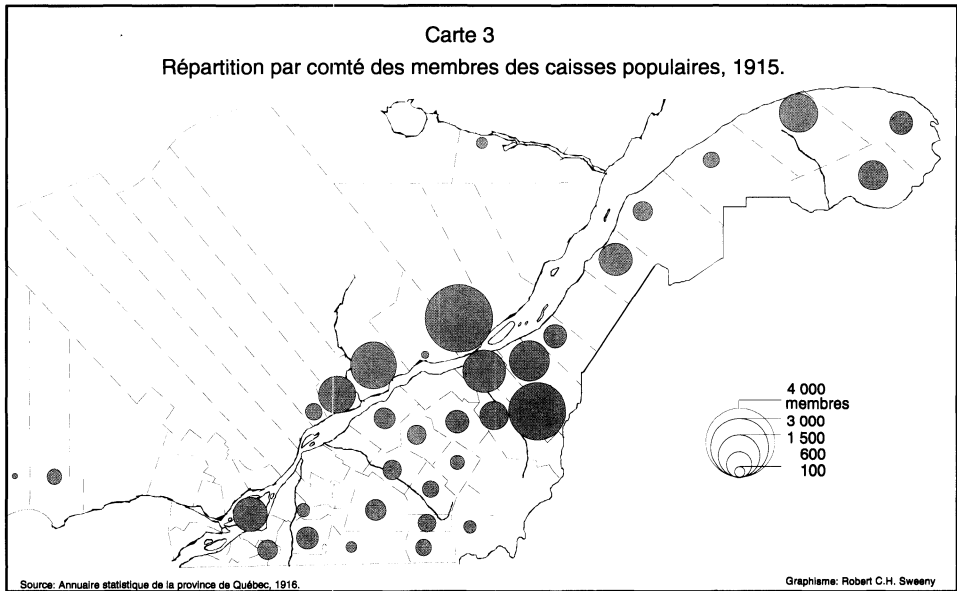 Carte 3
Répartition par comté des membres des caisses populaires, 1915.
4 000
membres
3 000
1 500
600
100
Source: Annuaire statistique de la province de Québec, 1916.
Graphisme: Robert C.H. Sweeny